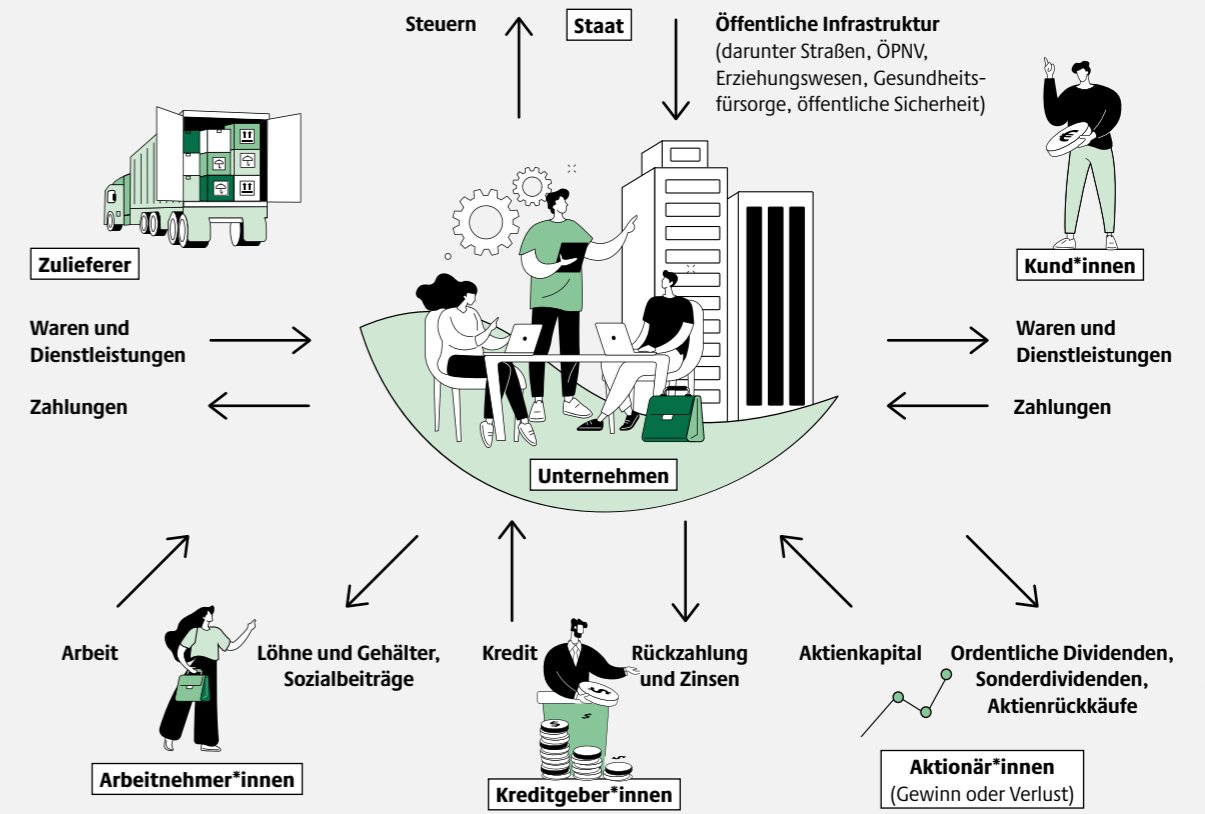 Steuern
Staat
Öffentliche Infrastruktur
(darunter Straßen, ÖPNV,
Erziehungswesen, Gesundheits-
fürsorge, öffentliche Sicherheit)
Zulieferer
Waren und
Dienstleistungen
Zahlungen
Kund*innen
Waren und
Dienstleistungen
Zahlungen
Unternehmen
Arbeit
Löhne und Gehälter,
Sozialbeiträge
Arbeitnehmer*innen
Kredit
Rückzahlung
und Zinsen
Kreditgeber*innen
Aktienkapital
Ordentliche Dividenden,
Sonderdividenden,
Aktienrückkäufe
Aktionär*innen
(Gewinn oder Verlust)